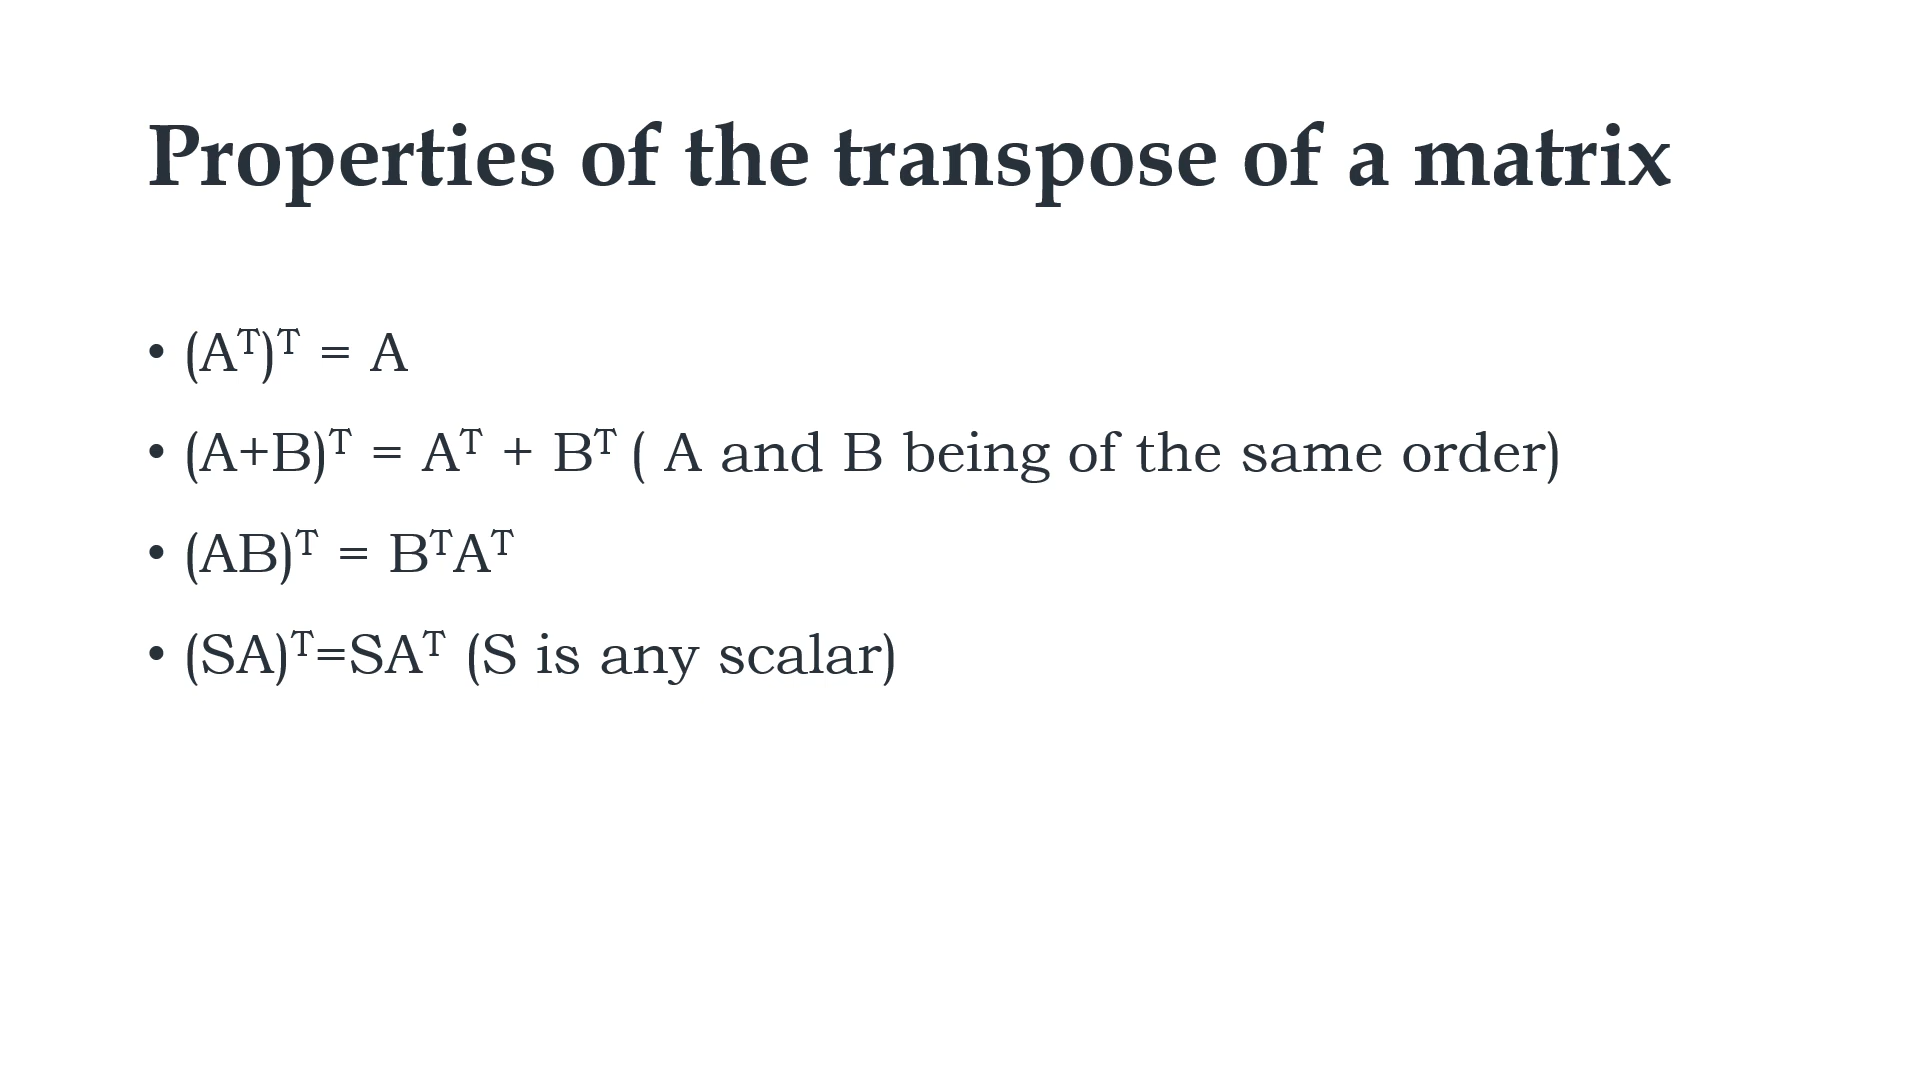 Properties of the transpose of a matrix
• (Aᵀ)ᵀ = A
• (A+B)ᵀ = Aᵀ + Bᵀ ( A and B being of the same order)
• (AB)ᵀ = BᵀAᵀ
• (SA)ᵀ=SAᵀ (S is any scalar)